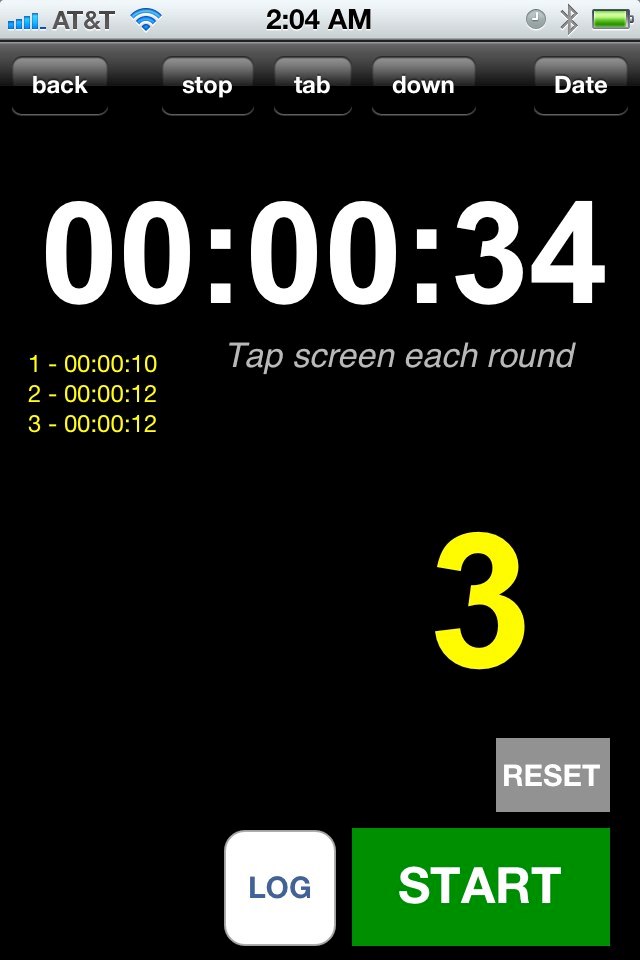 AT&T 2:04 AM
back stop tab down Date
00:00:34
Tap screen each round
1 - 00:00:10
2 - 00:00:12
3 - 00:00:12
3
RESET
LOG START